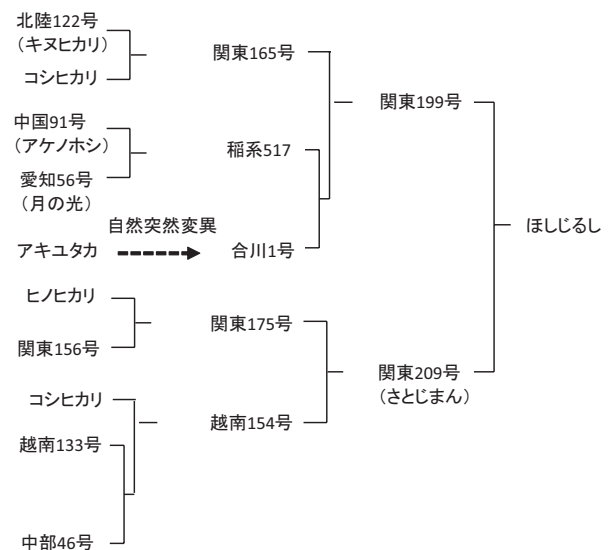 北陸122号
（キヌヒカリ）
コシヒカリ
関東165号
中国91号
（アケノホシ）
愛知56号
（月の光）
稲系517
関東199号
自然突然変異
アキユタカ
合川1号
ほしじるし
ヒノヒカリ
関東156号
関東175号
コシヒカリ
越南133号
中部46号
越南154号
関東209号
（さとじまん）